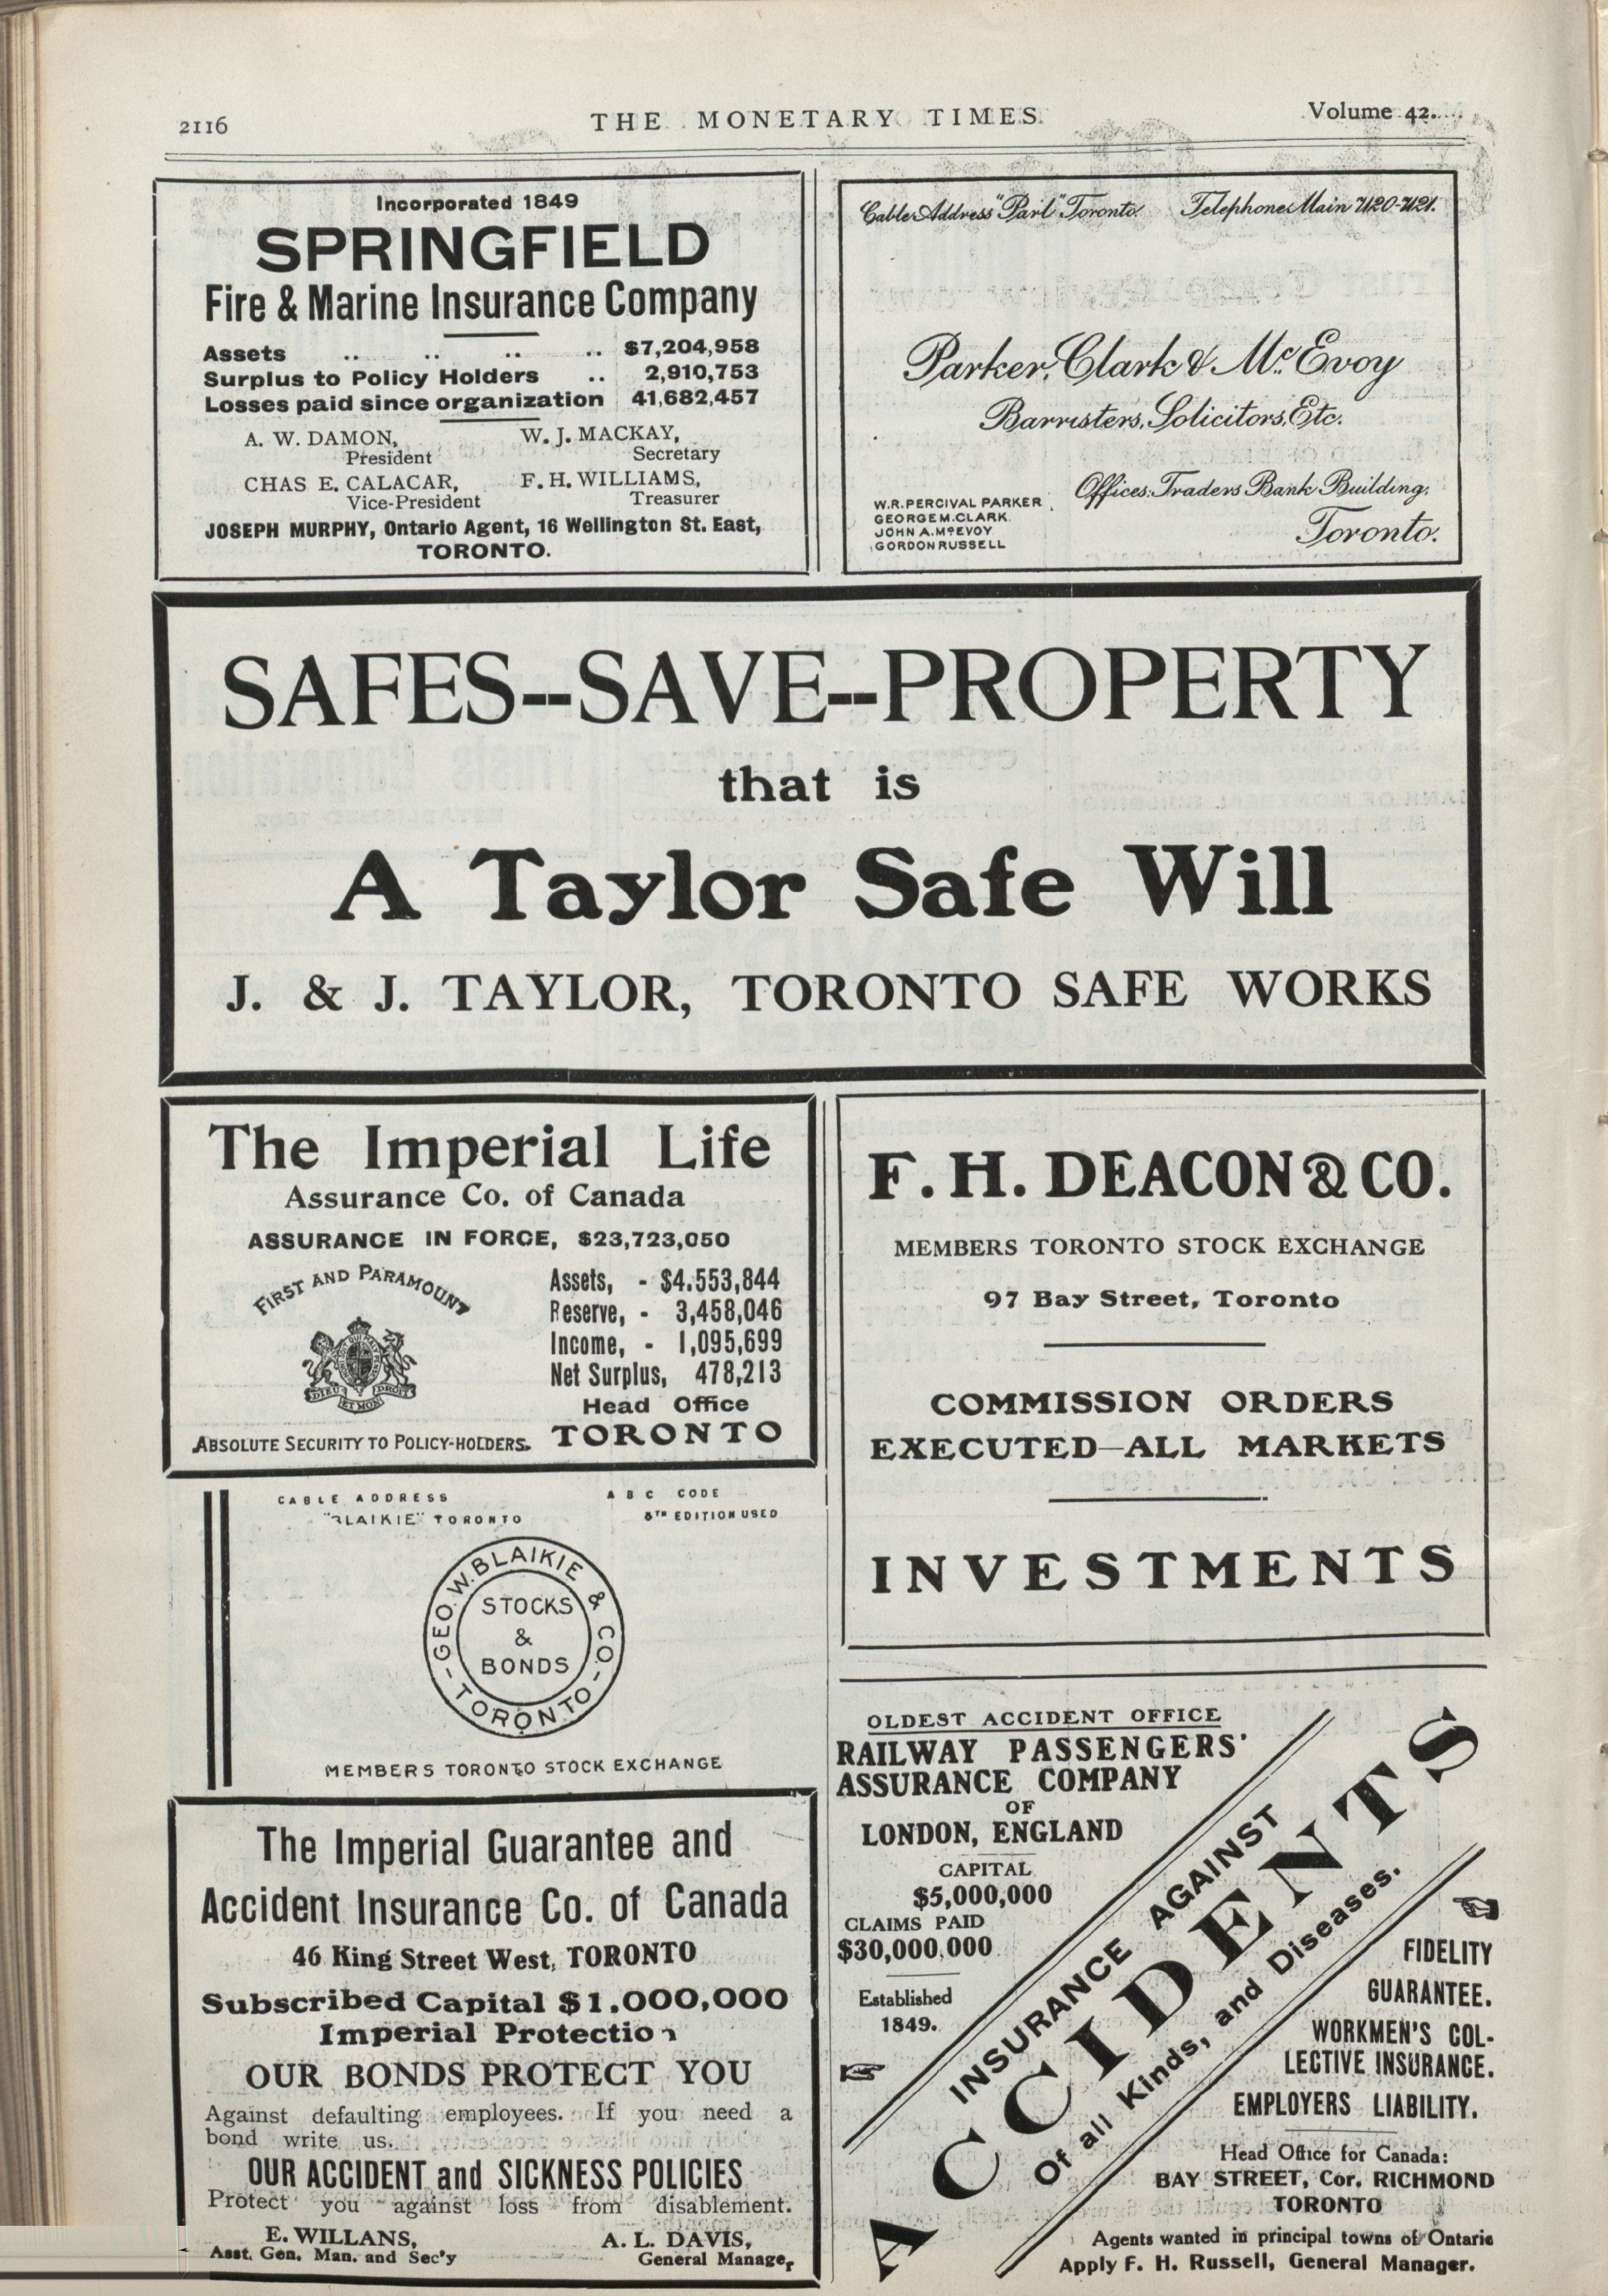 2116
THE MONETARY TIMES
Volume 42.
Incorporated 1849
SPRINGFIELD
Fire & Marine Insurance Company
Assets .. .. .. .. $7,204,958
Surplus to Policy Holders .. 2,910,753
Losses paid since organization 41,682,457
A. W. DAMON, W. J. MACKAY,
President Secretary
CHAS E. CALACAR, F. H. WILLIAMS,
Vice-President Treasurer
JOSEPH MURPHY, Ontario Agent, 16 Wellington St. East,
TORONTO.
Cable Address "Parl" Toronto. Telephone Main 7120-7121.
Parker, Clark & McEvoy
Barristers, Solicitors, Etc.
Offices: Traders Bank Building,
Toronto.
W. R. PERCIVAL PARKER
GEORGE M. CLARK
JOHN A. McEVOY
GORDON RUSSELL
SAFES--SAVE--PROPERTY
that is
A Taylor Safe Will
J. & J. TAYLOR, TORONTO SAFE WORKS
The Imperial Life
Assurance Co. of Canada
ASSURANCE IN FORCE, $23,723,050
FIRST AND PARAMOUNT
DIEU ET MON DROIT
ABSOLUTE SECURITY TO POLICY-HOLDERS.
Assets, - $4.553,844
Reserve, - 3,458,046
Income, - 1,095,699
Net Surplus, 478,213
Head Office
TORONTO
F. H. DEACON & CO.
MEMBERS TORONTO STOCK EXCHANGE
97 Bay Street, Toronto
COMMISSION ORDERS
EXECUTED—ALL MARKETS
INVESTMENTS
CABLE ADDRESS A B C CODE
"BLAIKIE" TORONTO 5TH EDITION USED
GEO. W. BLAIKIE & CO.
-TORONTO-
STOCKS
&
BONDS
MEMBERS TORONTO STOCK EXCHANGE
The Imperial Guarantee and
Accident Insurance Co. of Canada
46 King Street West, TORONTO
Subscribed Capital $1.000,000
Imperial Protection
OUR BONDS PROTECT YOU
Against defaulting employees. If you need a
bond write us.
OUR ACCIDENT and SICKNESS POLICIES
Protect you against loss from disablement.
E. WILLANS, A. L. DAVIS,
Asst. Gen. Man. and Sec'y General Manager
OLDEST ACCIDENT OFFICE
RAILWAY PASSENGERS'
ASSURANCE COMPANY
OF
LONDON, ENGLAND
CAPITAL
$5,000,000
CLAIMS PAID
$30,000,000
Established
1849.
INSURANCE AGAINST
ACCIDENTS
Of all Kinds, and Diseases.
FIDELITY
GUARANTEE.
WORKMEN'S COL-
LECTIVE INSURANCE.
EMPLOYERS LIABILITY.
Head Office for Canada:
BAY STREET, Cor. RICHMOND
TORONTO
Agents wanted in principal towns of Ontario
Apply F. H. Russell, General Manager.